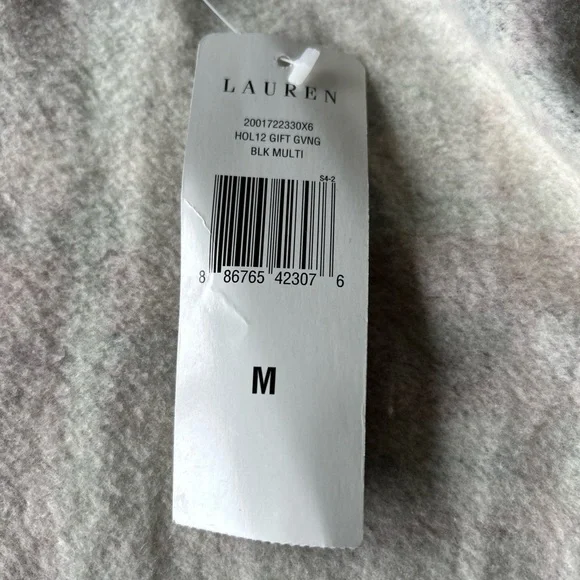 LAUREN
2001722330X6
HOL12 GIFT GVNG
BLK MULTI
S4-2
8 86765 42307 6
M